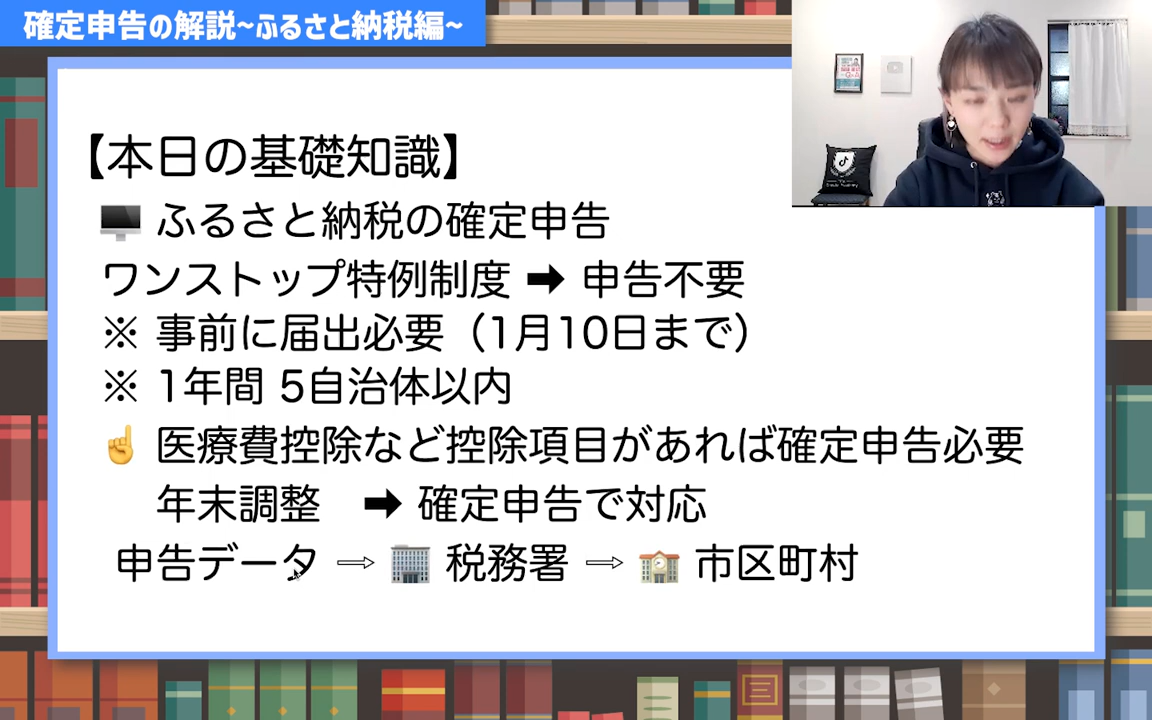 確定申告の解説~ふるさと納税編~
【本日の基礎知識】
🖥 ふるさと納税の確定申告
ワンストップ特例制度 ➡ 申告不要
※ 事前に届出必要（1月10日まで）
※ 1年間 5自治体以内
☝ 医療費控除など控除項目があれば確定申告必要
年末調整　➡ 確定申告で対応
申告データ ⇨ 🏢 税務署 ⇨ 🏫 市区町村